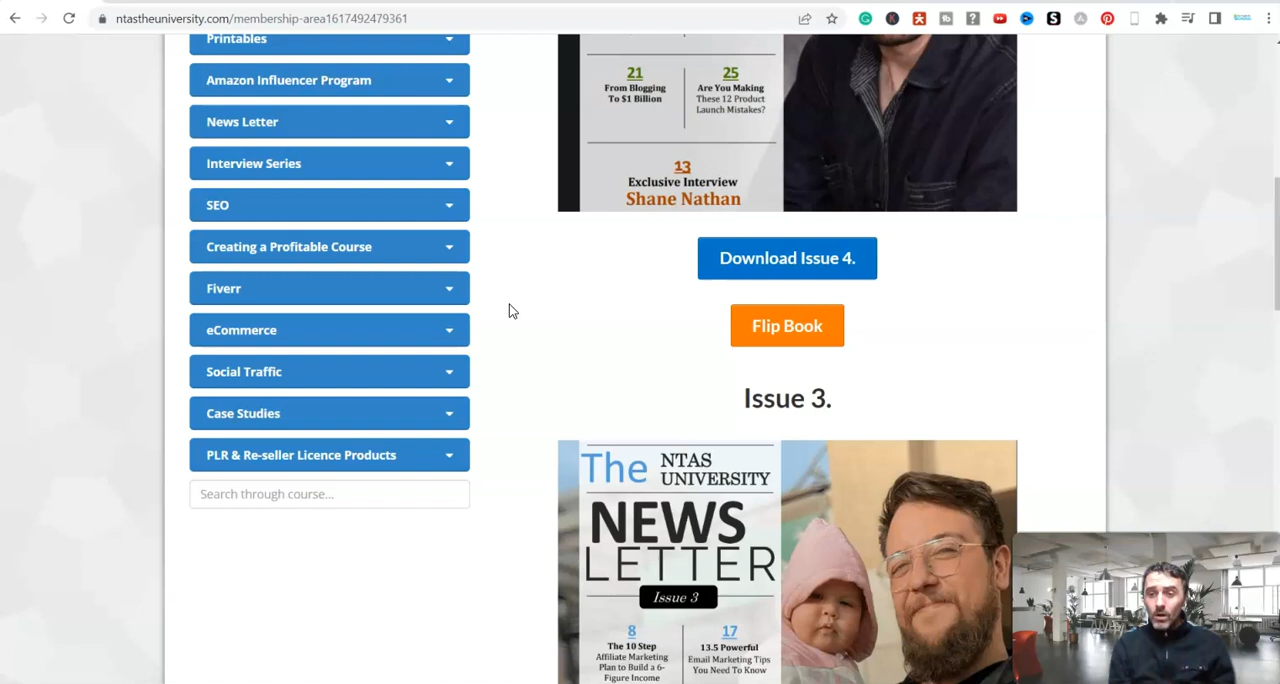 ntastheuniversity.com/membership-area1617492479361
Printables
Amazon Influencer Program
News Letter
Interview Series
SEO
Creating a Profitable Course
Fiverr
eCommerce
Social Traffic
Case Studies
PLR & Re-seller Licence Products
Search through course...
21
From Blogging
To $1 Billion
25
Are You Making
These 12 Product
Launch Mistakes?
13
Exclusive Interview
Shane Nathan
Download Issue 4.
Flip Book
Issue 3.
The NTAS
UNIVERSITY
NEWS
LETTER
Issue 3
8
The 10 Step
Affiliate Marketing
Plan to Build a 6-
Figure Income
17
13.5 Powerful
Email Marketing Tips
You Need To Know